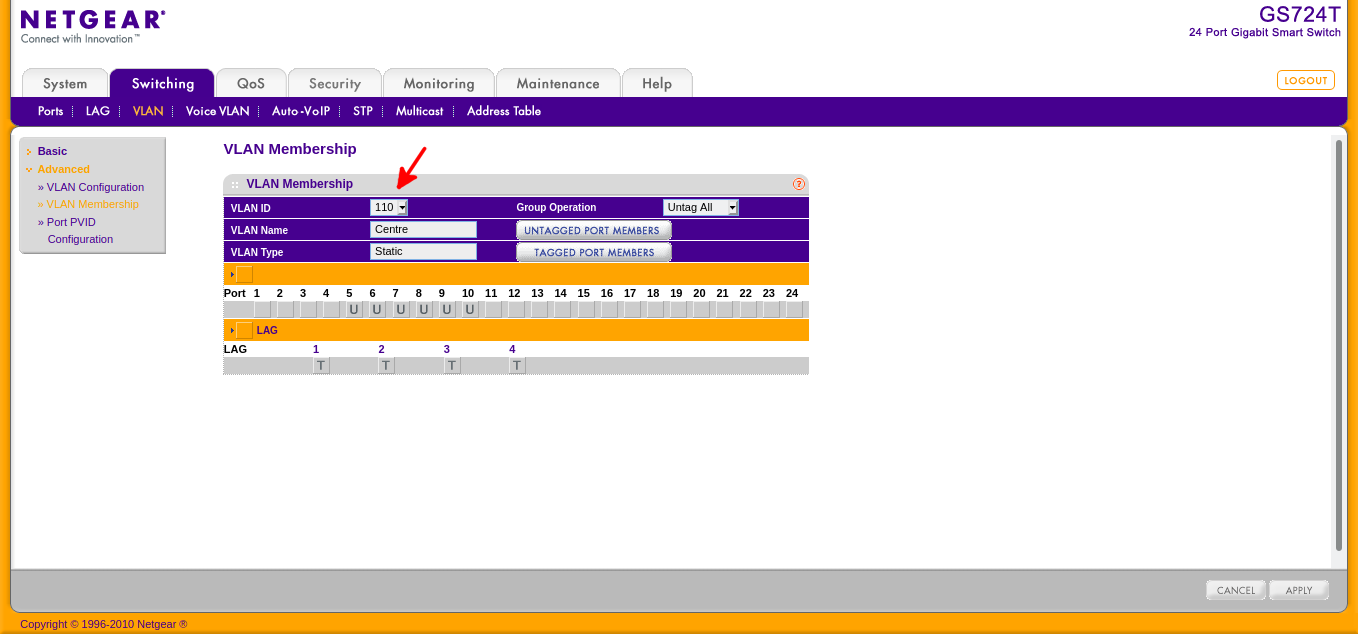 NETGEAR®
Connect with Innovation™
GS724T
24 Port Gigabit Smart Switch
System Switching QoS Security Monitoring Maintenance Help
LOGOUT
Ports LAG VLAN Voice VLAN Auto-VoIP STP Multicast Address Table
Basic
Advanced
» VLAN Configuration
» VLAN Membership
» Port PVID
Configuration
VLAN Membership
VLAN Membership ?
VLAN ID 110 Group Operation Untag All
VLAN Name Centre UNTAGGED PORT MEMBERS
VLAN Type Static TAGGED PORT MEMBERS
Port 1 2 3 4 5 6 7 8 9 10 11 12 13 14 15 16 17 18 19 20 21 22 23 24
U U U U U U
LAG
LAG 1 2 3 4
T T T T
CANCEL APPLY
Copyright © 1996-2010 Netgear ®